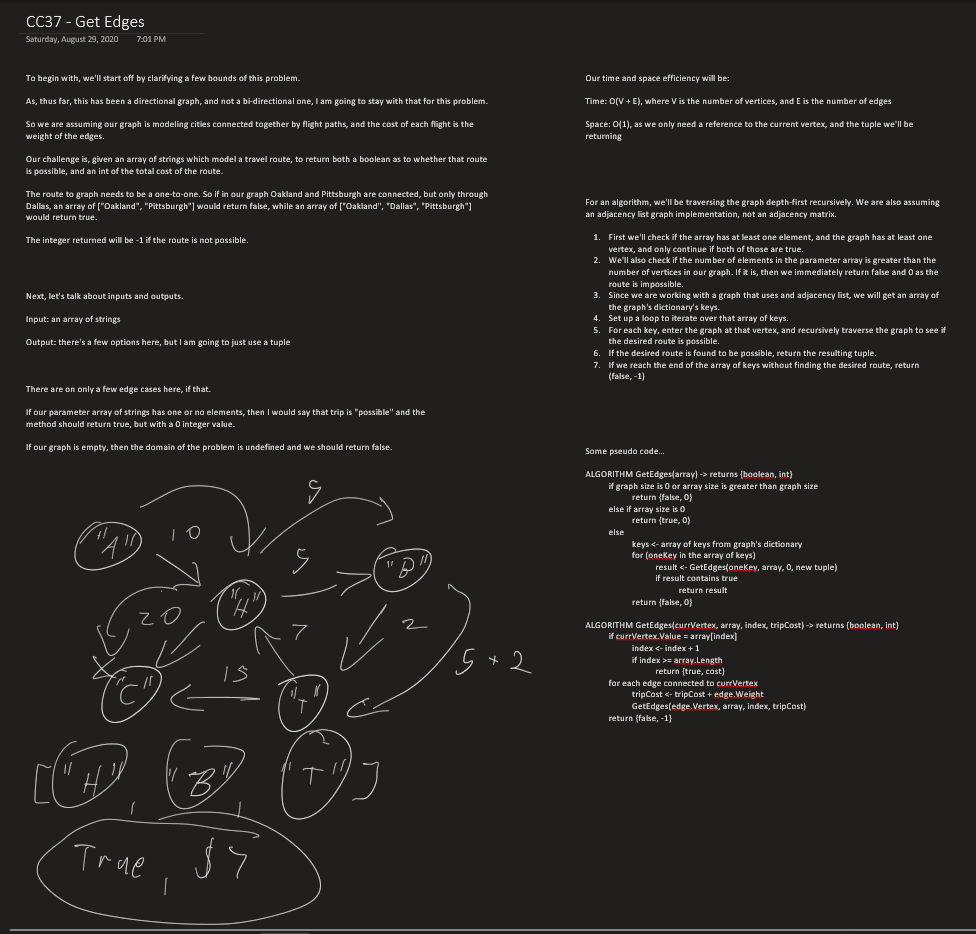 CC37 - Get Edges
Saturday, August 29, 2020 7:01 PM
To begin with, we'll start off by clarifying a few bounds of this problem.
As, thus far, this has been a directional graph, and not a bi-directional one, I am going to stay with that for this problem.
So we are assuming our graph is modeling cities connected together by flight paths, and the cost of each flight is the
weight of the edges.
Our challenge is, given an array of strings which model a travel route, to return both a boolean as to whether that route
is possible, and an int of the total cost of the route.
The route to graph needs to be a one-to-one. So if in our graph Oakland and Pittsburgh are connected, but only through
Dallas, an array of ["Oakland", "Pittsburgh"] would return false, while an array of ["Oakland", "Dallas", "Pittsburgh"]
would return true.
The integer returned will be -1 if the route is not possible.
Next, let's talk about inputs and outputs.
Input: an array of strings
Output: there's a few options here, but I am going to just use a tuple
There are on only a few edge cases here, if that.
If our parameter array of strings has one or no elements, then I would say that trip is "possible" and the
method should return true, but with a 0 integer value.
If our graph is empty, then the domain of the problem is undefined and we should return false.
"A"
10
5
5
"B"
20
"H"
7
2
5 + 2
"C"
15
"T"
["H", "B", "T"]
True, $7
Our time and space efficiency will be:
Time: O(V + E), where V is the number of vertices, and E is the number of edges
Space: O(1), as we only need a reference to the current vertex, and the tuple we'll be
returning
For an algorithm, we'll be traversing the graph depth-first recursively. We are also assuming
an adjacency list graph implementation, not an adjacency matrix.
1. First we'll check if the array has at least one element, and the graph has at least one
vertex, and only continue if both of those are true.
2. We'll also check if the number of elements in the parameter array is greater than the
number of vertices in our graph. If it is, then we immediately return false and 0 as the
route is impossible.
3. Since we are working with a graph that uses and adjacency list, we will get an array of
the graph's dictionary's keys.
4. Set up a loop to iterate over that array of keys.
5. For each key, enter the graph at that vertex, and recursively traverse the graph to see if
the desired route is possible.
6. If the desired route is found to be possible, return the resulting tuple.
7. If we reach the end of the array of keys without finding the desired route, return
{false, -1}
Some pseudo code...
ALGORITHM GetEdges(array) -> returns {boolean, int}
if graph size is 0 or array size is greater than graph size
return {false, 0}
else if array size is 0
return {true, 0}
else
keys <- array of keys from graph's dictionary
for (oneKey in the array of keys)
result <- GetEdges(oneKey, array, 0, new tuple)
if result contains true
return result
return {false, 0}
ALGORITHM GetEdges(currVertex, array, index, tripCost) -> returns {boolean, int}
if currVertex.Value = array[index]
index <- index + 1
if index >= array.Length
return {true, cost}
for each edge connected to currVertex
tripCost <- tripCost + edge.Weight
GetEdges(edge.Vertex, array, index, tripCost)
return {false, -1}